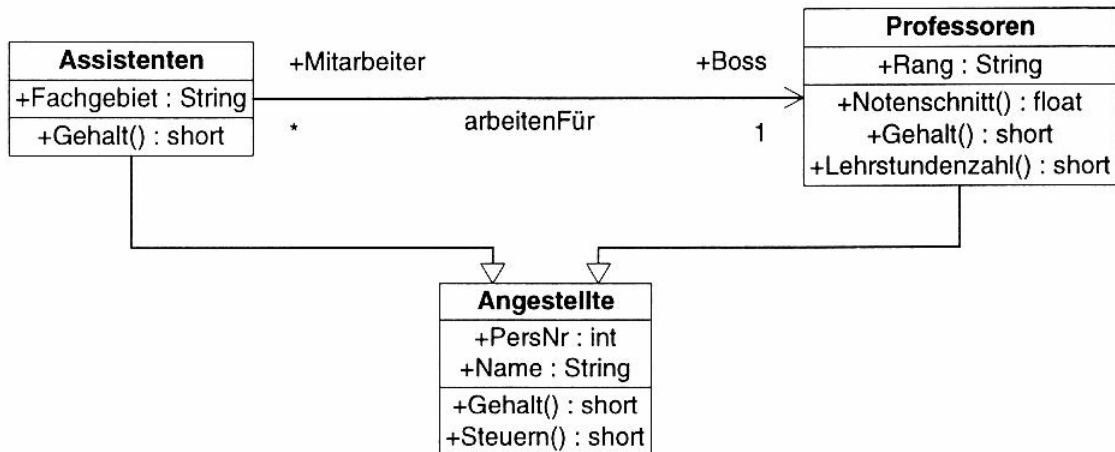 Assistenten
+Fachgebiet : String
+Gehalt() : short
+Mitarbeiter
+Boss
*
arbeitenFür
1
Professoren
+Rang : String
+Notenschnitt() : float
+Gehalt() : short
+Lehrstundenzahl() : short
Angestellte
+PersNr : int
+Name : String
+Gehalt() : short
+Steuern() : short